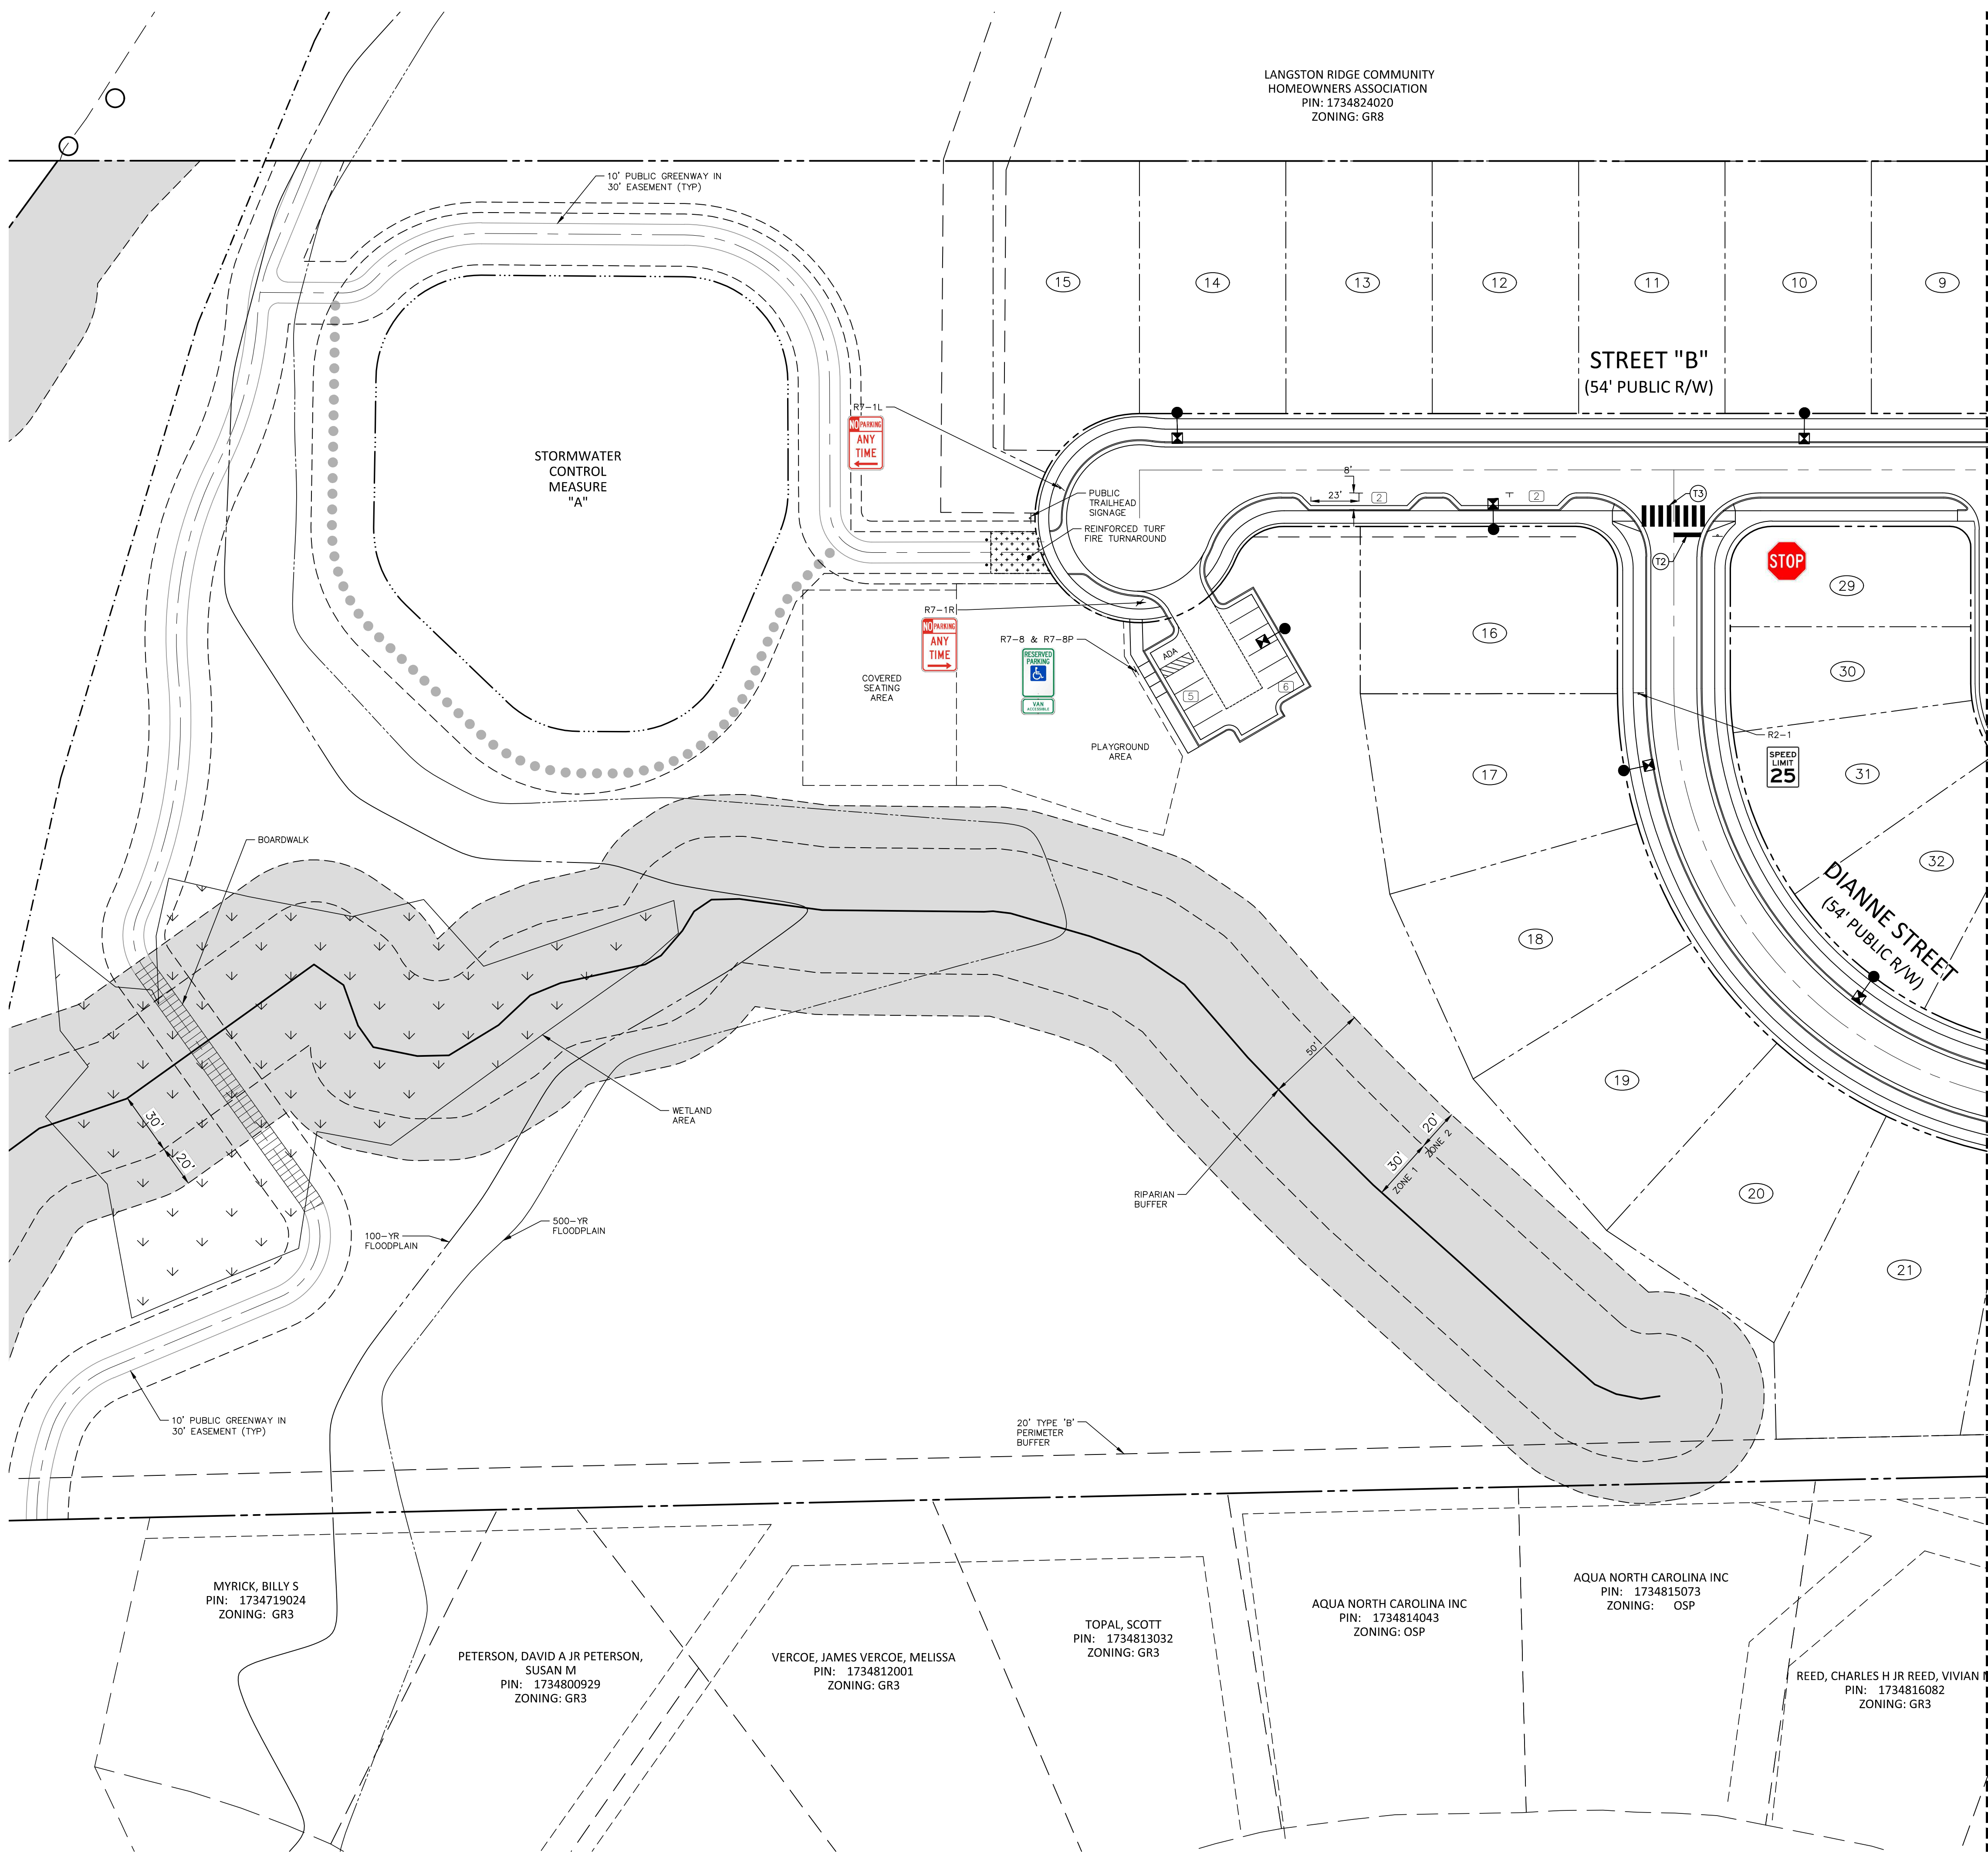 LANGSTON RIDGE COMMUNITY
HOMEOWNERS ASSOCIATION
PIN: 1734824020
ZONING: GR8
10' PUBLIC GREENWAY IN
30' EASEMENT (TYP)
15
14
13
12
11
10
9
STREET "B"
(54' PUBLIC R/W)
R7-1L
NO PARKING
ANY
TIME
STORMWATER
CONTROL
MEASURE
"A"
8'
23'
2
2
PUBLIC
TRAILHEAD
SIGNAGE
REINFORCED TURF
FIRE TURNAROUND
T3
T2
STOP
29
R7-1R
NO PARKING
ANY
TIME
R7-8 & R7-8P
RESERVED
PARKING
VAN
ACCESSIBLE
ADA
5
6
16
30
COVERED
SEATING
AREA
PLAYGROUND
AREA
R2-1
SPEED
LIMIT
25
17
31
BOARDWALK
32
DIANNE STREET
(54' PUBLIC R/W)
18
50'
19
WETLAND
AREA
30'
20'
20'
ZONE 2
30'
ZONE 1
RIPARIAN
BUFFER
20
100-YR
FLOODPLAIN
500-YR
FLOODPLAIN
21
10' PUBLIC GREENWAY IN
30' EASEMENT (TYP)
20' TYPE 'B'
PERIMETER
BUFFER
MYRICK, BILLY S
PIN: 1734719024
ZONING: GR3
PETERSON, DAVID A JR PETERSON,
SUSAN M
PIN: 1734800929
ZONING: GR3
VERCOE, JAMES VERCOE, MELISSA
PIN: 1734812001
ZONING: GR3
TOPAL, SCOTT
PIN: 1734813032
ZONING: GR3
AQUA NORTH CAROLINA INC
PIN: 1734814043
ZONING: OSP
AQUA NORTH CAROLINA INC
PIN: 1734815073
ZONING: OSP
REED, CHARLES H JR REED, VIVIAN
PIN: 1734816082
ZONING: GR3